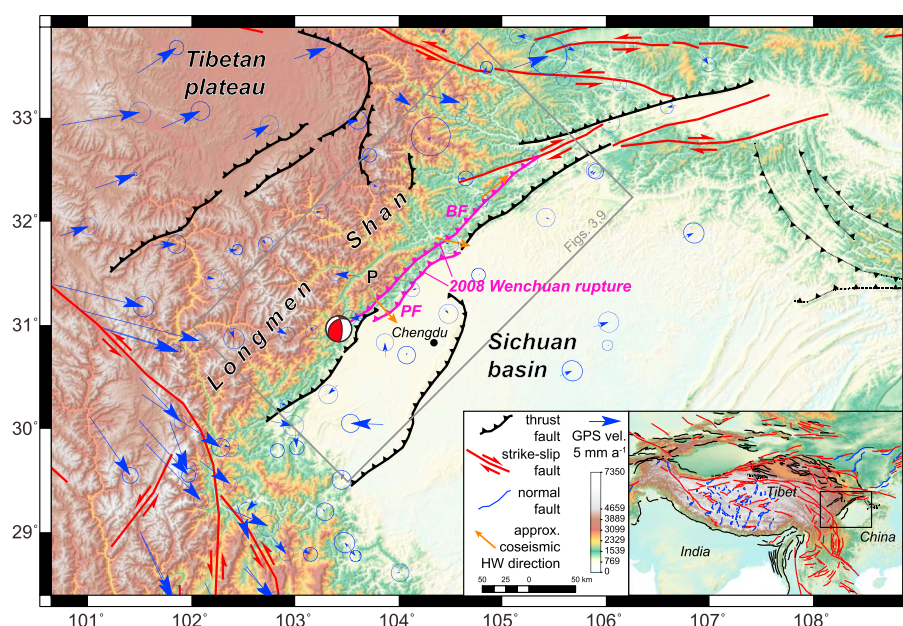 Tibetan
plateau
Longmen Shan
BF
P
PF
2008 Wenchuan rupture
Chengdu
Sichuan
basin
Figs. 3,9
33°
32°
31°
30°
29°
101°
102°
103°
104°
105°
106°
107°
108°
thrust
fault
strike-slip
fault
normal
fault
approx.
coseismic
HW direction
50 25 0 50 km
GPS vel.
5 mm a⁻¹
7350
4659
3889
3099
2329
1539
769
0
Tibet
India
China